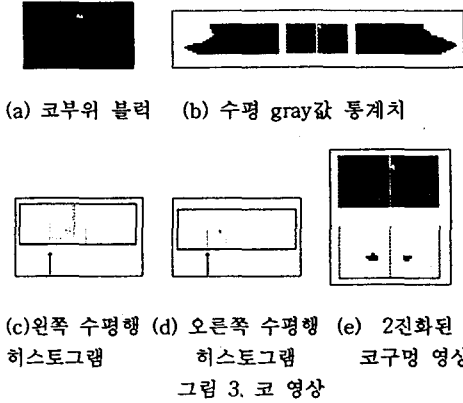 (a) 코부위 블럭 (b) 수평 gray값 통계치
(c)왼쪽 수평행 (d) 오른쪽 수평행 (e) 2진화된
히스토그램 히스토그램 코구멍 영상
그림 3. 코 영상